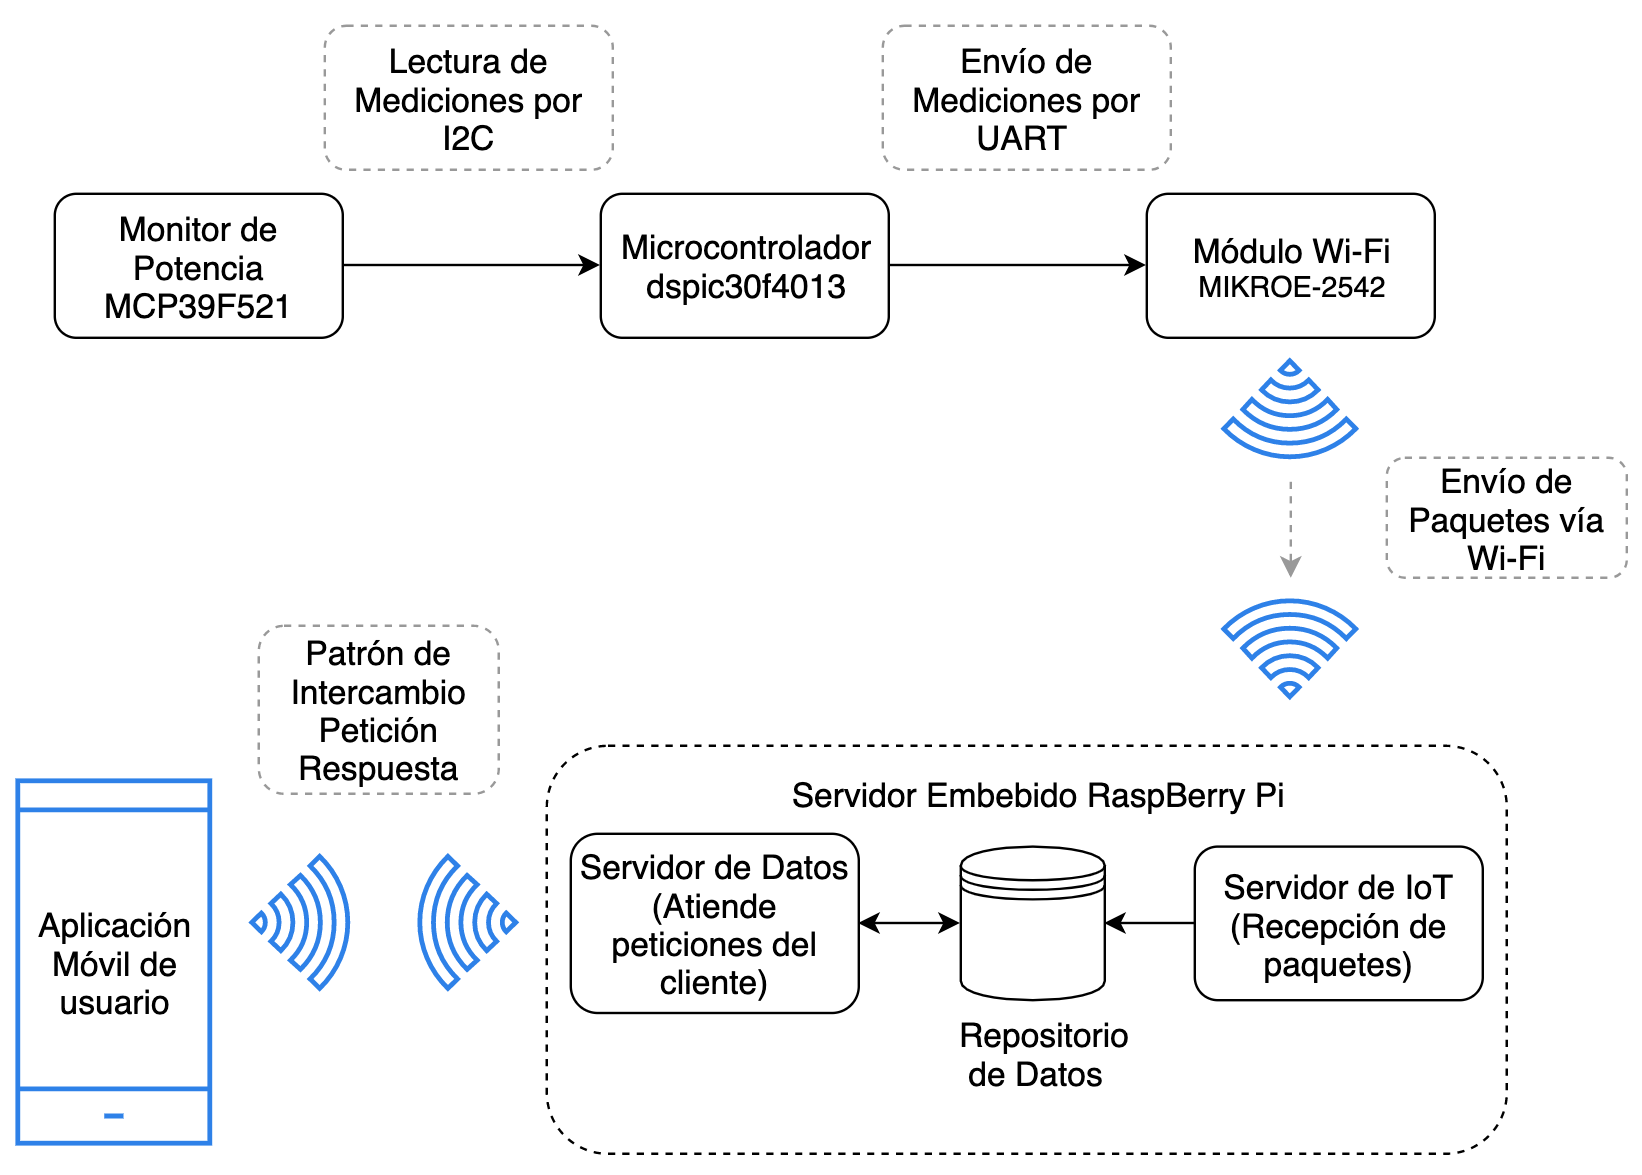 Lectura de
Mediciones por
I2C
Envío de
Mediciones por
UART
Monitor de
Potencia
MCP39F521
Microcontrolador
dspic30f4013
Módulo Wi-Fi
MIKROE-2542
Envío de
Paquetes vía
Wi-Fi
Patrón de
Intercambio
Petición
Respuesta
Servidor Embebido RaspBerry Pi
Aplicación
Móvil de
usuario
Servidor de Datos
(Atiende
peticiones del
cliente)
Repositorio
de Datos
Servidor de IoT
(Recepción de
paquetes)